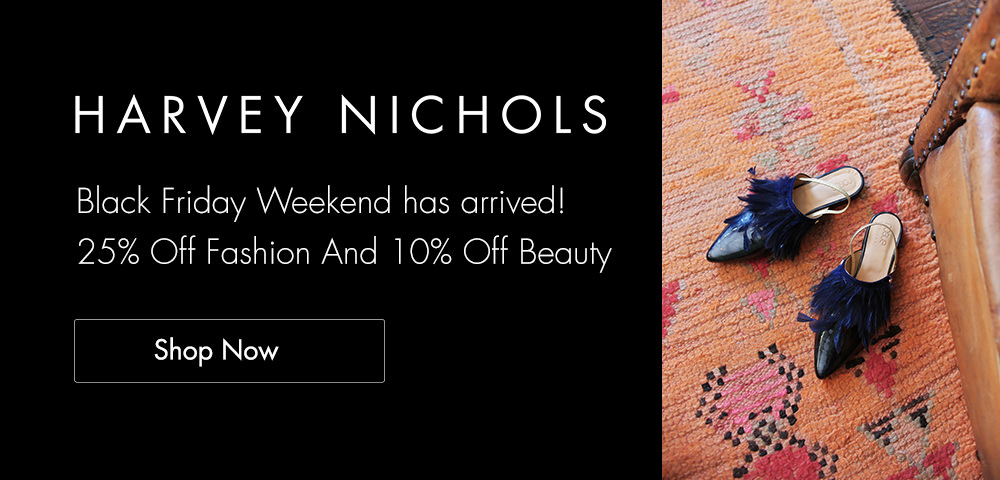 HARVEY NICHOLS
Black Friday Weekend has arrived!
25% Off Fashion And 10% Off Beauty
Shop Now